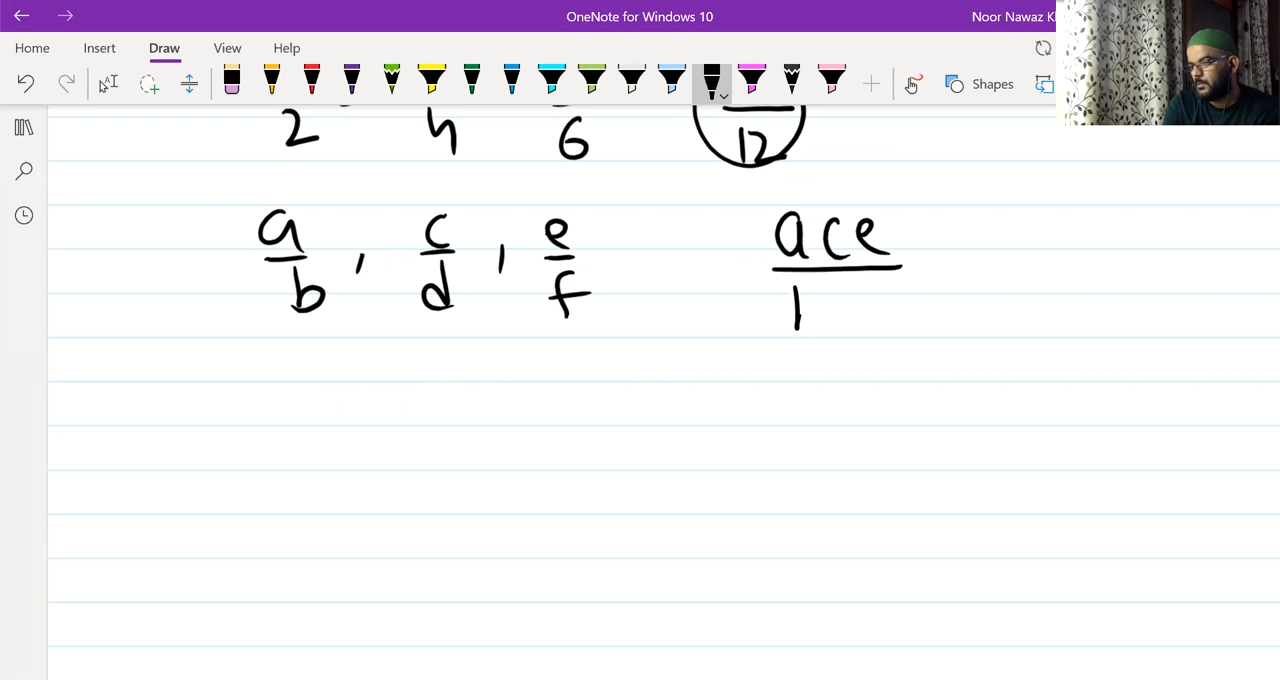 OneNote for Windows 10
Noor Nawaz
Home Insert Draw View Help
Shapes
2 4 6 12
a c e ace
b , d , f 1